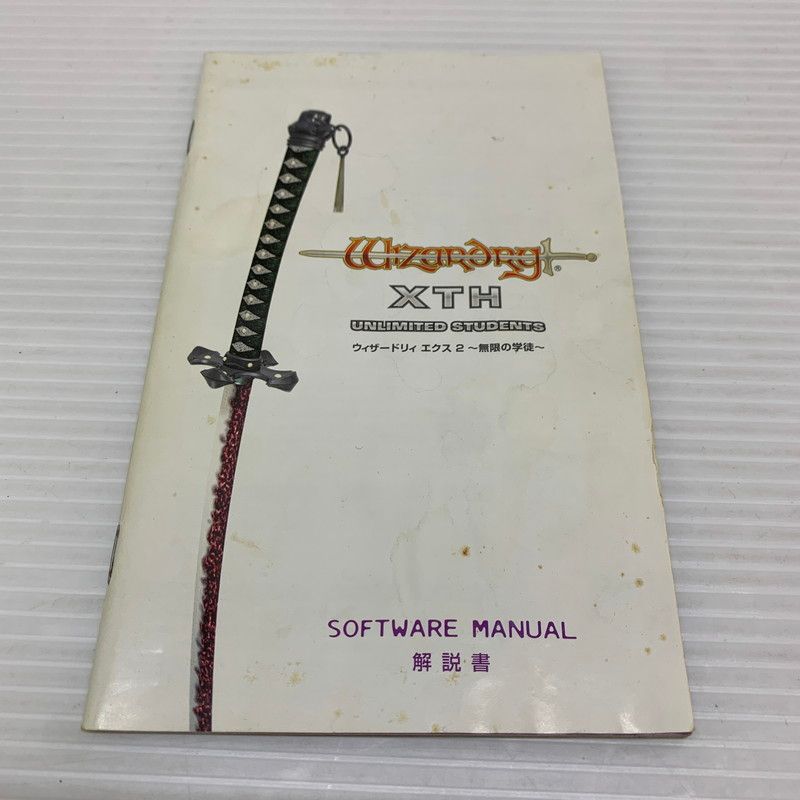 Wizardry®
XTH
UNLIMITED STUDENTS
ウィザードリィ エクス 2 ～無限の学徒～
SOFTWARE MANUAL
解説書